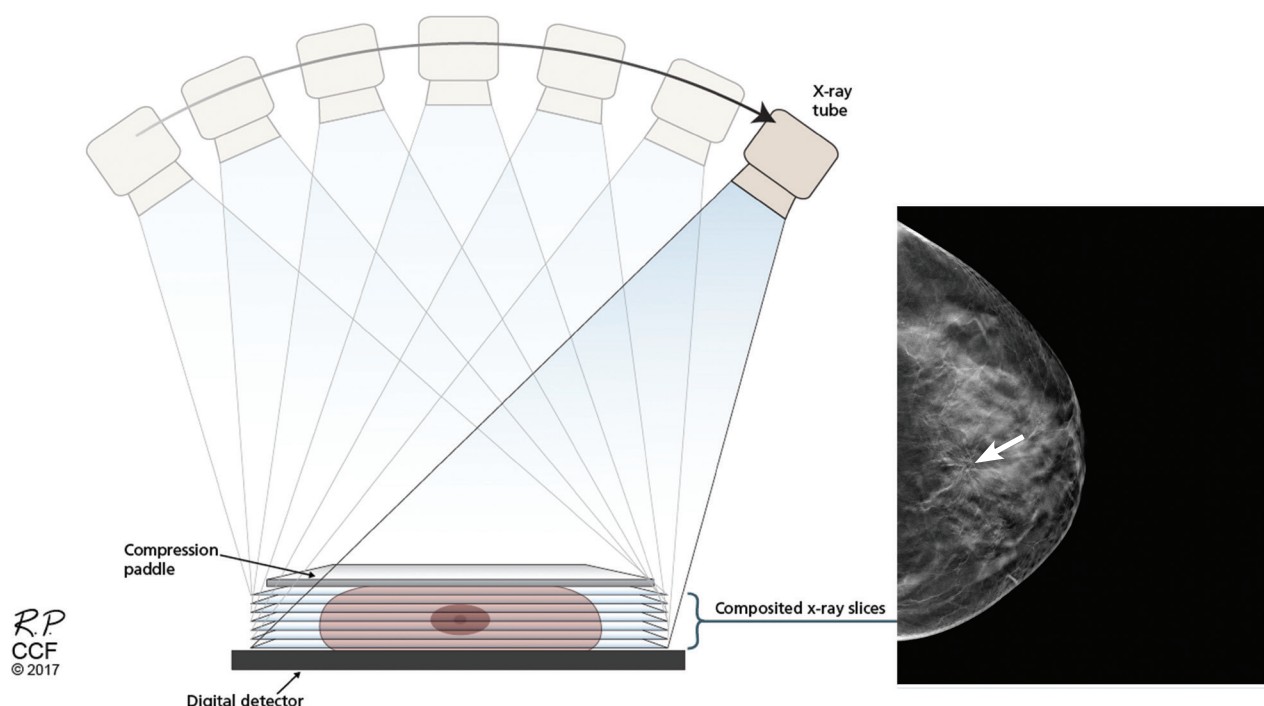 X-ray
tube
Compression
paddle
Composited x-ray slices
R.P.
CCF
© 2017
Digital detector